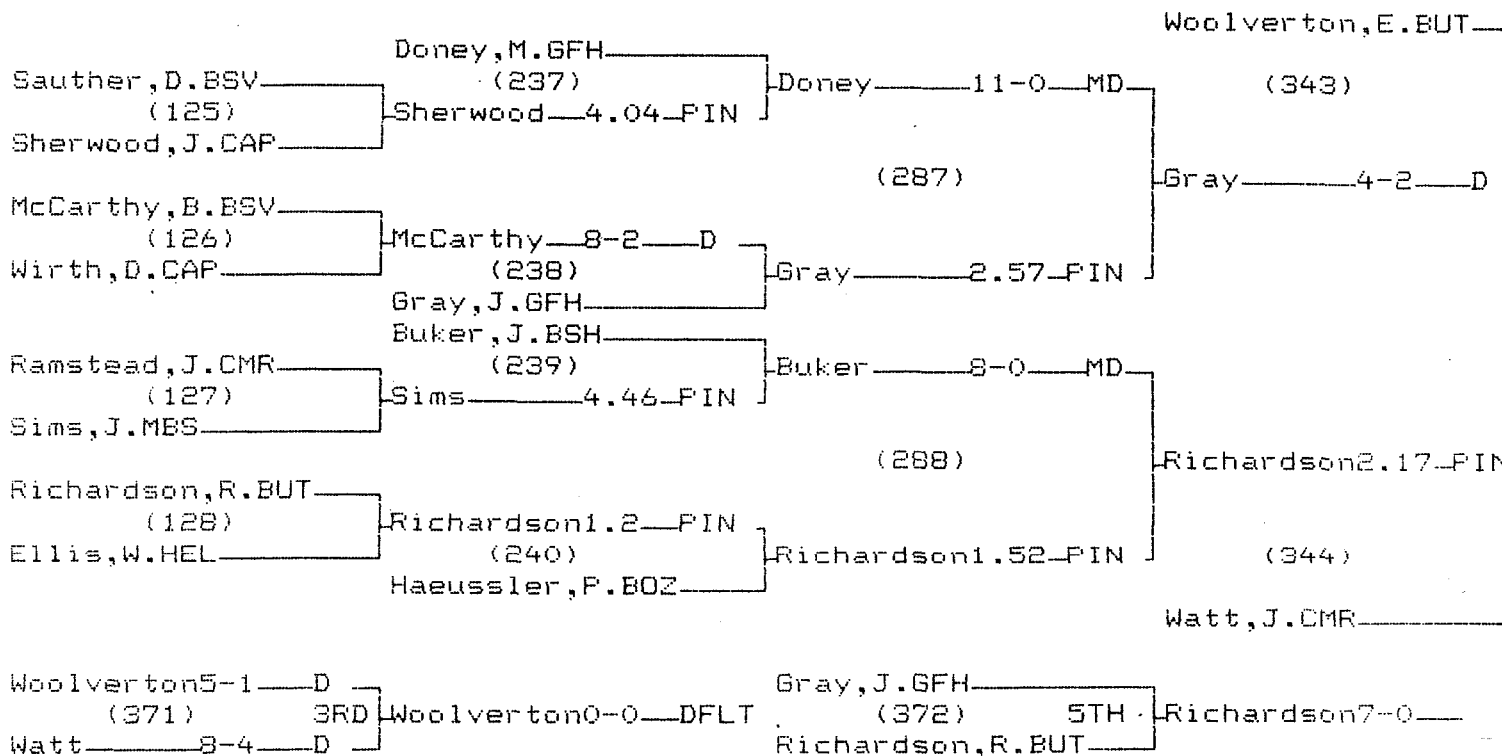 Woolverton,E.BUT
Doney,M.GFH
Sauther,D.BSV (237) Doney 11-0 MD (343)
(125) Sherwood 4.04 PIN
Sherwood,J.CAP
(287) Gray 4-2 D
McCarthy,B.BSV
(126) McCarthy 8-2 D
Wirth,D.CAP (238) Gray 2.57 PIN
Gray,J.GFH
Buker,J.BSH
Ramstead,J.CMR (239) Buker 8-0 MD
(127) Sims 4.46 PIN
Sims,J.MBS
(288) Richardson2.17 PIN
Richardson,R.BUT
(128) Richardson1.2 PIN
Ellis,W.HEL (240) Richardson1.52 PIN (344)
Haeussler,P.BOZ
Watt,J.CMR
Woolverton5-1 D Gray,J.GFH
(371) 3RD Woolverton0-0 DFLT (372) 5TH Richardson7-0
Watt 8-4 D Richardson,R.BUT